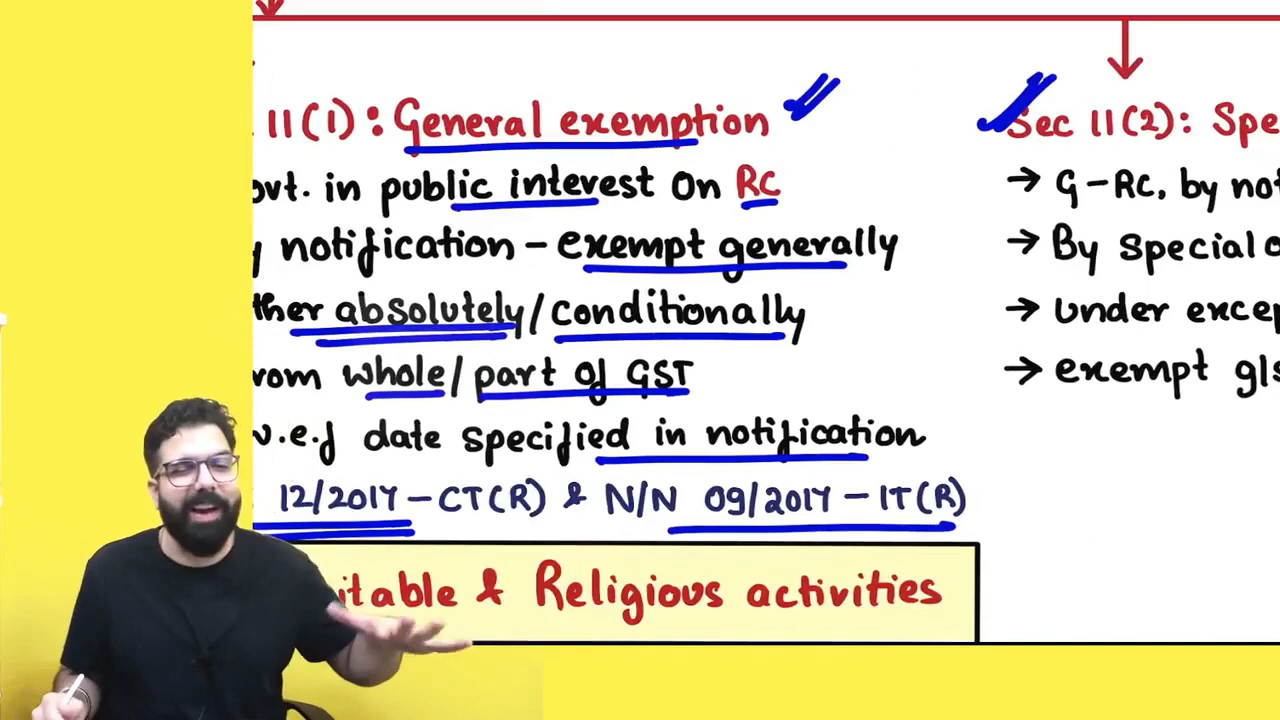 11(1): General exemption
ovt. in public interest On RC
y notification - exempt generally
ther absolutely/conditionally
rom whole/part of GST
w.e.f date specified in notification
12/2017-CT(R) & N/N 09/2017-IT(R)
itable & Religious activities
Sec 11(2): Spe
→ G-RC, by not
→ By special o
→ under excep
→ exempt gls